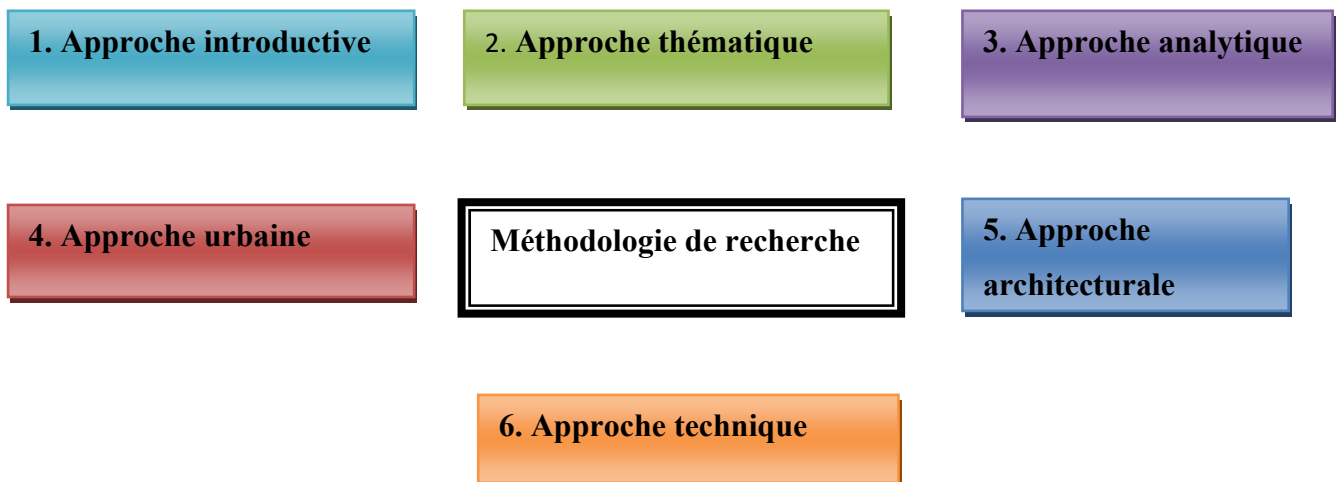 1. Approche introductive
2. Approche thématique
3. Approche analytique
4. Approche urbaine
Méthodologie de recherche
5. Approche
architecturale
6. Approche technique